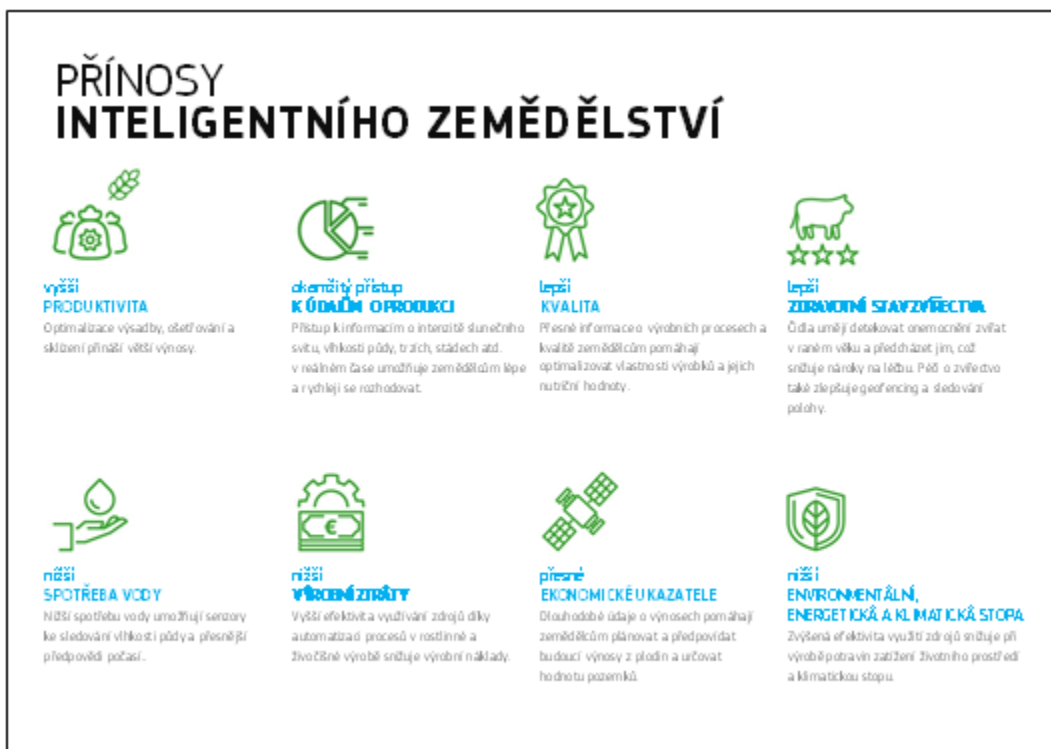 PŘÍNOSY
INTELIGENTNÍHO ZEMĚDĚLSTVÍ
vyšší
PRODUKTIVITA
Optimalizace výsadby, ošetřování a
sklizení přináší větší výnosy.
okamžitý přístup
K ÚDAJŮM O PRODUKCI
Přístup k informacím o intenzitě slunečního
svitu, vlhkosti půdy, tržích, stádech atd.
v reálném čase umožňuje zemědělcům lépe
a rychleji se rozhodovat.
lepší
KVALITA
Přesné informace o výrobních procesech a
kvalitě zemědělcům pomáhají
optimalizovat vlastnosti výrobků a jejich
nutriční hodnoty.
lepší
ZDRAVOTNÍ STAV ZVÍŘECTVA
Čidla umějí detekovat onemocnění zvířat
v raném věku a předcházet jim, což
snižuje nároky na léčbu. Péči o zvířectvo
také zlepšuje geofencing a sledování
polohy.
nižší
SPOTŘEBA VODY
Nižší spotřebu vody umožňují senzory
ke sledování vlhkosti půdy a přesnější
předpovědi počasí.
nižší
VÝROBNÍ ZTRÁTY
Vyšší efektivita využívání zdrojů díky
automatizaci procesů v rostlinné a
živočišné výrobě snižuje výrobní náklady.
přesné
EKONOMICKÉ UKAZATELE
Dlouhodobé údaje o výnosech pomáhají
zemědělcům plánovat a předpovídat
budoucí výnosy z plodin a určovat
hodnotu pozemků.
nižší
ENVIRONMENTÁLNÍ,
ENERGETICKÁ A KLIMATICKÁ STOPA
Zvýšená efektivita využití zdrojů snižuje při
výrobě potravin zatížení životního prostředí
a klimatickou stopu.